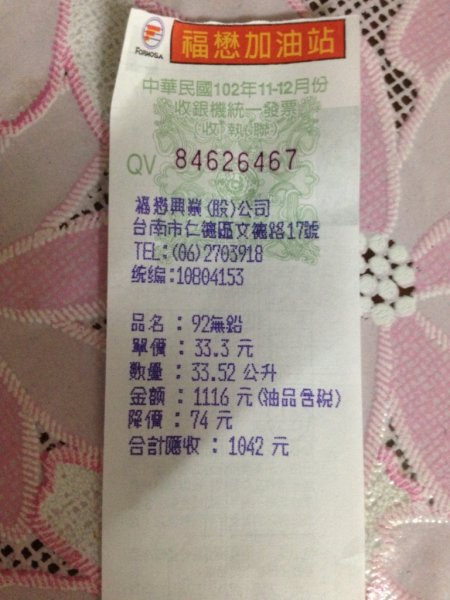 FORMOSA
福懋加油站
中華民國102年11-12月份
收銀機統一發票
(收執聯)
QV 84626467
福懋興業(股)公司
台南市仁德區文德路17號
TEL:(06)2703918
統編:10804153
品名 : 92無鉛
單價 : 33.3 元
數量 : 33.52 公升
金額 : 1116 元(油品含稅)
降價 : 74 元
合計應收 : 1042 元